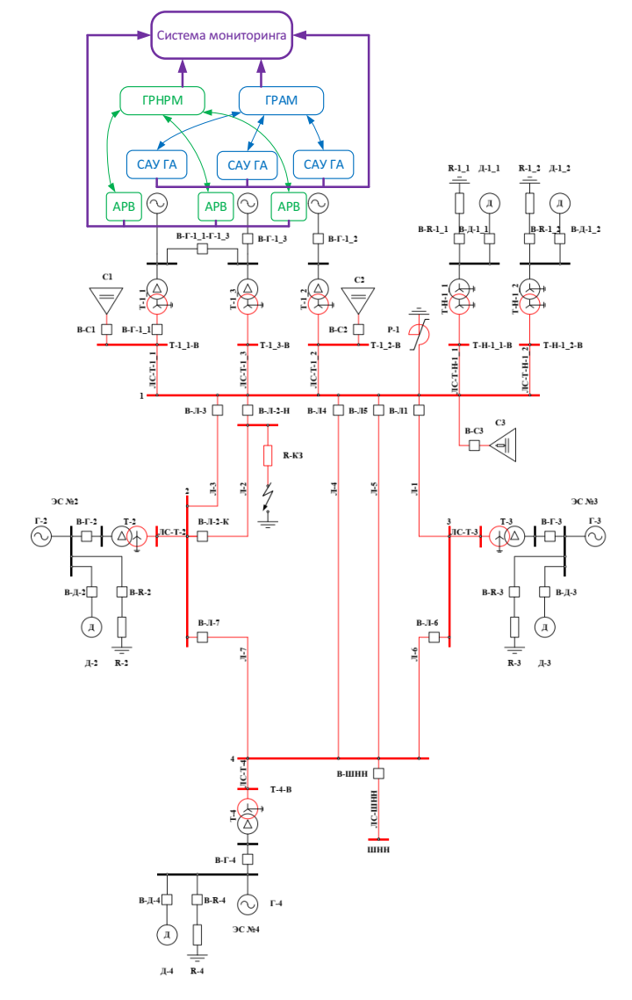 Система мониторинга
ГРНРМ
ГРАМ
САУ ГА
САУ ГА
САУ ГА
АРВ
АРВ
АРВ
R-1_1
Д-1_1
R-1_2
Д-1_2
Д
Д
В-Г-1_1-Г-1_3
В-Г-1_3
В-Г-1_2
В-R-1_1
В-Д-1_1
В-R-1_2
В-Д-1_2
С1
Т-1_1
Т-1_3
Т-1_2
С2
Т-Н-1_1
Т-Н-1_2
В-С1
В-Г-1_1
В-С2
Р-1
Т-1_1-В
Т-1_3-В
Т-1_2-В
Т-Н-1_1-В
Т-Н-1_2-В
ЛС-Т-1_1
ЛС-Т-1_3
ЛС-Т-1_2
ЛС-Т-Н-1_1
ЛС-Т-Н-1_2
1
В-Л-3
В-Л-2-Н
В-Л4
В-Л5
В-Л1
В-С3
С3
R-КЗ
Л-3
Л-2
Л-4
Л-5
Л-1
2
3
ЭС №2
ЭС №3
Г-2
В-Г-2
Т-2
ЛС-Т-2
В-Л-2-К
ЛС-Т-3
Т-3
В-Г-3
Г-3
В-Д-2
В-R-2
В-R-3
В-Д-3
Д
Д
Д-2
R-2
R-3
Д-3
В-Л-7
В-Л-6
Л-7
Л-6
4
ЛС-Т-4
В-ШНН
Т-4-В
ЛС-ШНН
Т-4
ШНН
В-Г-4
В-Д-4
В-R-4
Г-4
Д
ЭС №4
Д-4
R-4